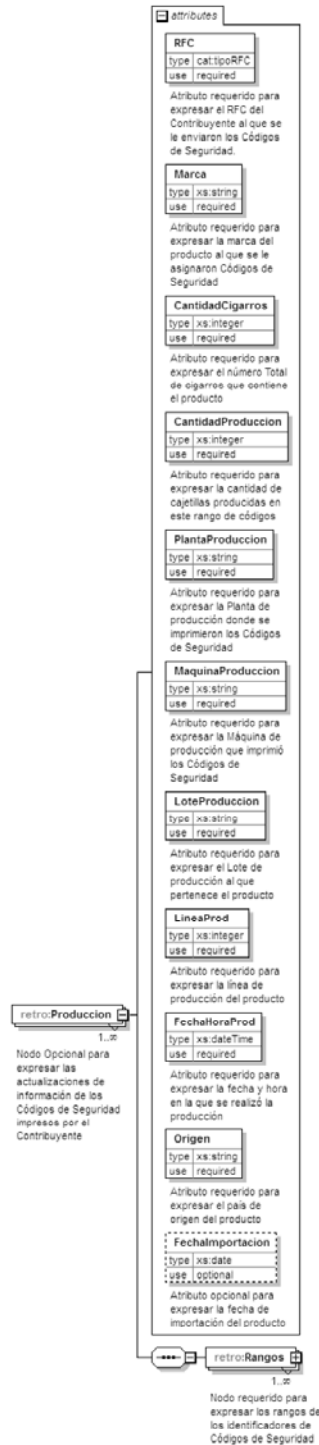 attributes
RFC
type cat:tipoRFC
use required
Atributo requerido para
expresar el RFC del
Contribuyente al que se
le enviaron los Códigos
de Seguridad.
Marca
type xs:string
use required
Atributo requerido para
expresar la marca del
producto al que se le
asignaron Códigos de
Seguridad
CantidadCigarros
type xs:integer
use required
Atributo requerido para
expresar el número Total
de cigarros que contiene
el producto
CantidadProduccion
type xs:integer
use required
Atributo requerido para
expresar la cantidad de
cajetillas producidas en
este rango de códigos
PlantaProduccion
type xs:string
use required
Atributo requerido para
expresar la Planta de
producción donde se
imprimieron los Códigos
de Seguridad
MaquinaProduccion
type xs:string
use required
Atributo requerido para
expresar la Máquina de
producción que imprimió
los Códigos de
Seguridad
LoteProduccion
type xs:string
use required
Atributo requerido para
expresar el Lote de
producción al que
pertenece el producto
LineaProd
type xs:integer
use required
Atributo requerido para
expresar la línea de
producción del producto
FechaHoraProd
type xs:dateTime
use required
Atributo requerido para
expresar la fecha y hora
en la que se realizó la
producción
Origen
type xs:string
use required
Atributo requerido para
expresar el país de
origen del producto
FechaImportacion
type xs:date
use optional
Atributo opcional para
expresar la fecha de
importación del producto
retro:Produccion
1..∞
Nodo Opcional para
expresar las
actualizaciones de
información de los
Códigos de Seguridad
impresos por el
Contribuyente
retro:Rangos
1..∞
Nodo requerido para
expresar los rangos de
los identificadores de
Códigos de Seguridad